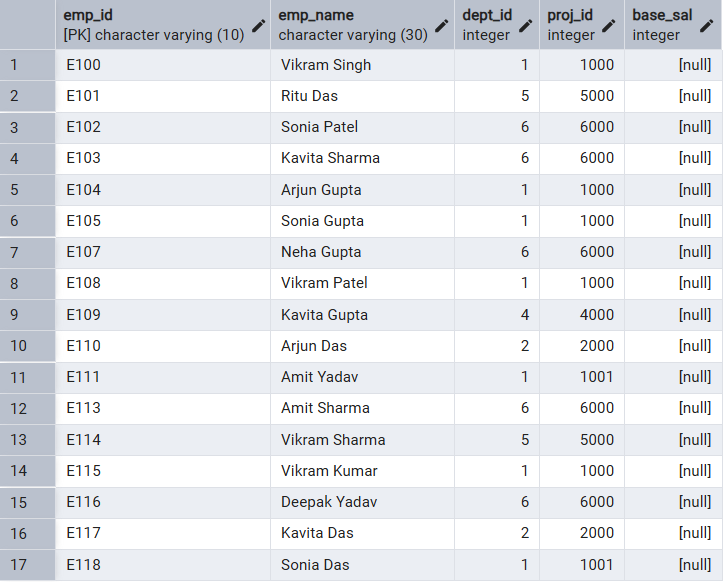 emp_id emp_name dept_id proj_id base_sal
[PK] character varying (10) character varying (30) integer integer integer
1 E100 Vikram Singh 1 1000 [null]
2 E101 Ritu Das 5 5000 [null]
3 E102 Sonia Patel 6 6000 [null]
4 E103 Kavita Sharma 6 6000 [null]
5 E104 Arjun Gupta 1 1000 [null]
6 E105 Sonia Gupta 1 1000 [null]
7 E107 Neha Gupta 6 6000 [null]
8 E108 Vikram Patel 1 1000 [null]
9 E109 Kavita Gupta 4 4000 [null]
10 E110 Arjun Das 2 2000 [null]
11 E111 Amit Yadav 1 1001 [null]
12 E113 Amit Sharma 6 6000 [null]
13 E114 Vikram Sharma 5 5000 [null]
14 E115 Vikram Kumar 1 1000 [null]
15 E116 Deepak Yadav 6 6000 [null]
16 E117 Kavita Das 2 2000 [null]
17 E118 Sonia Das 1 1001 [null]